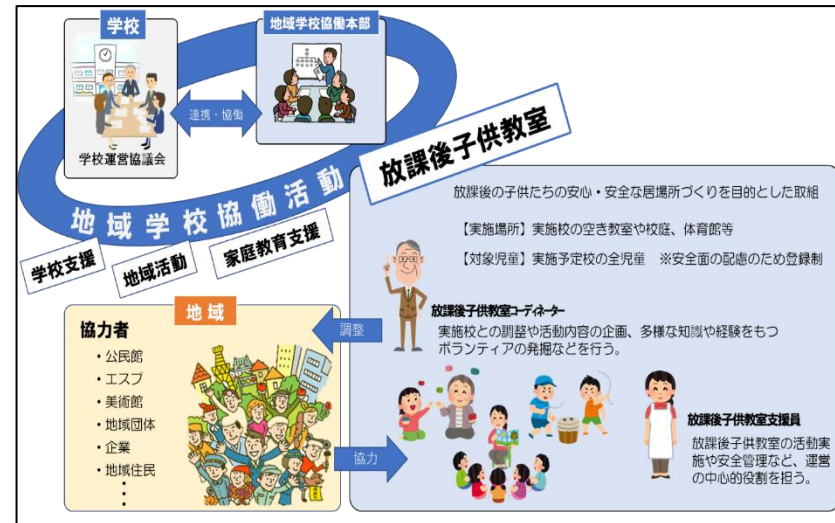 学校
学校運営協議会
連携・協働
地域学校協働本部
地域学校協働活動
学校支援
地域活動
家庭教育支援
放課後子供教室
放課後の子供たちの安心・安全な居場所づくりを目的とした取組
【実施場所】実施校の空き教室や校庭、体育館等
【対象児童】実施予定校の全児童　※安全面の配慮のため登録制
放課後子供教室コーディネーター
実施校との調整や活動内容の企画、多様な知識や経験をもつ
ボランティアの発掘などを行う。
調整
地域
協力者
・公民館
・エスプ
・美術館
・地域団体
・企業
・地域住民
・
・
・
協力
放課後子供教室支援員
放課後子供教室の活動実
施や安全管理など、運営
の中心的役割を担う。